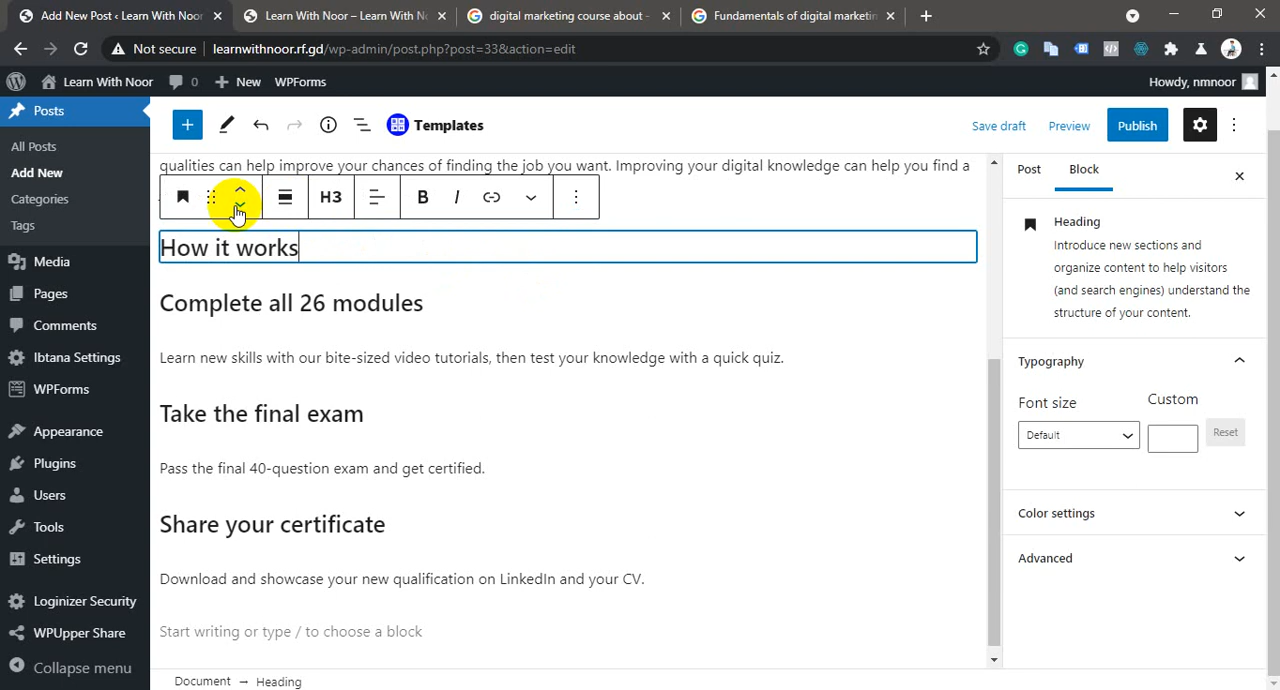 Add New Post ‹ Learn With Noor
Learn With Noor – Learn With N
digital marketing course about -
Fundamentals of digital marketin
Not secure
learnwithnoor.rf.gd/wp-admin/post.php?post=33&action=edit
Learn With Noor
0
New
WPForms
Howdy, nmnoor
Posts
All Posts
Add New
Categories
Tags
Media
Pages
Comments
Ibtana Settings
WPForms
Appearance
Plugins
Users
Tools
Settings
Loginizer Security
WPUpper Share
Collapse menu
Templates
Save draft
Preview
Publish
qualities can help improve your chances of finding the job you want. Improving your digital knowledge can help you find a
H3
B
I
How it works
Complete all 26 modules
Learn new skills with our bite-sized video tutorials, then test your knowledge with a quick quiz.
Take the final exam
Pass the final 40-question exam and get certified.
Share your certificate
Download and showcase your new qualification on LinkedIn and your CV.
Start writing or type / to choose a block
Document → Heading
Post
Block
Heading
Introduce new sections and
organize content to help visitors
(and search engines) understand the
structure of your content.
Typography
Font size
Custom
Default
Reset
Color settings
Advanced